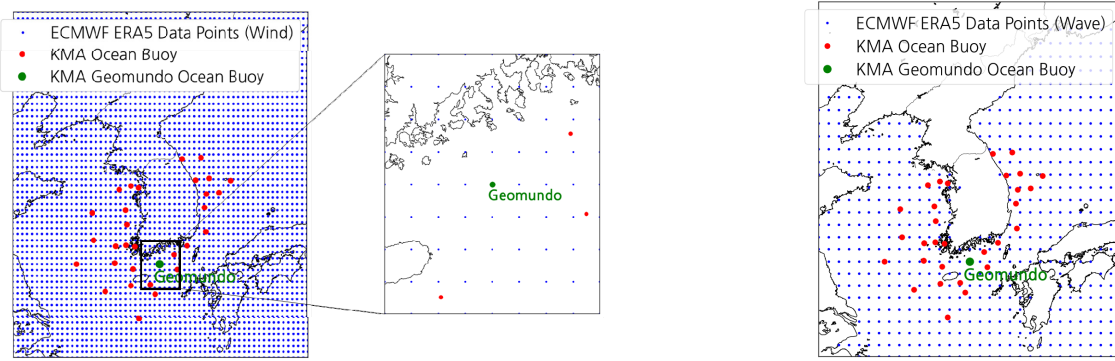 ECMWF ERA5 Data Points (Wind)
KMA Ocean Buoy
KMA Geomundo Ocean Buoy
Geomundo
Geomundo
ECMWF ERA5 Data Points (Wave)
KMA Ocean Buoy
KMA Geomundo Ocean Buoy
Geomundo